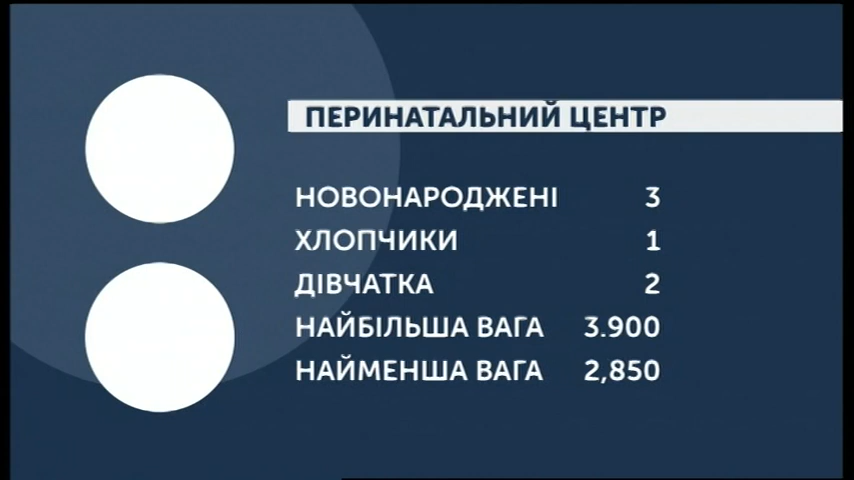 ПЕРИНАТАЛЬНИЙ ЦЕНТР
НОВОНАРОДЖЕНІ 3
ХЛОПЧИКИ 1
ДІВЧАТКА 2
НАЙБІЛЬША ВАГА 3.900
НАЙМЕНША ВАГА 2,850